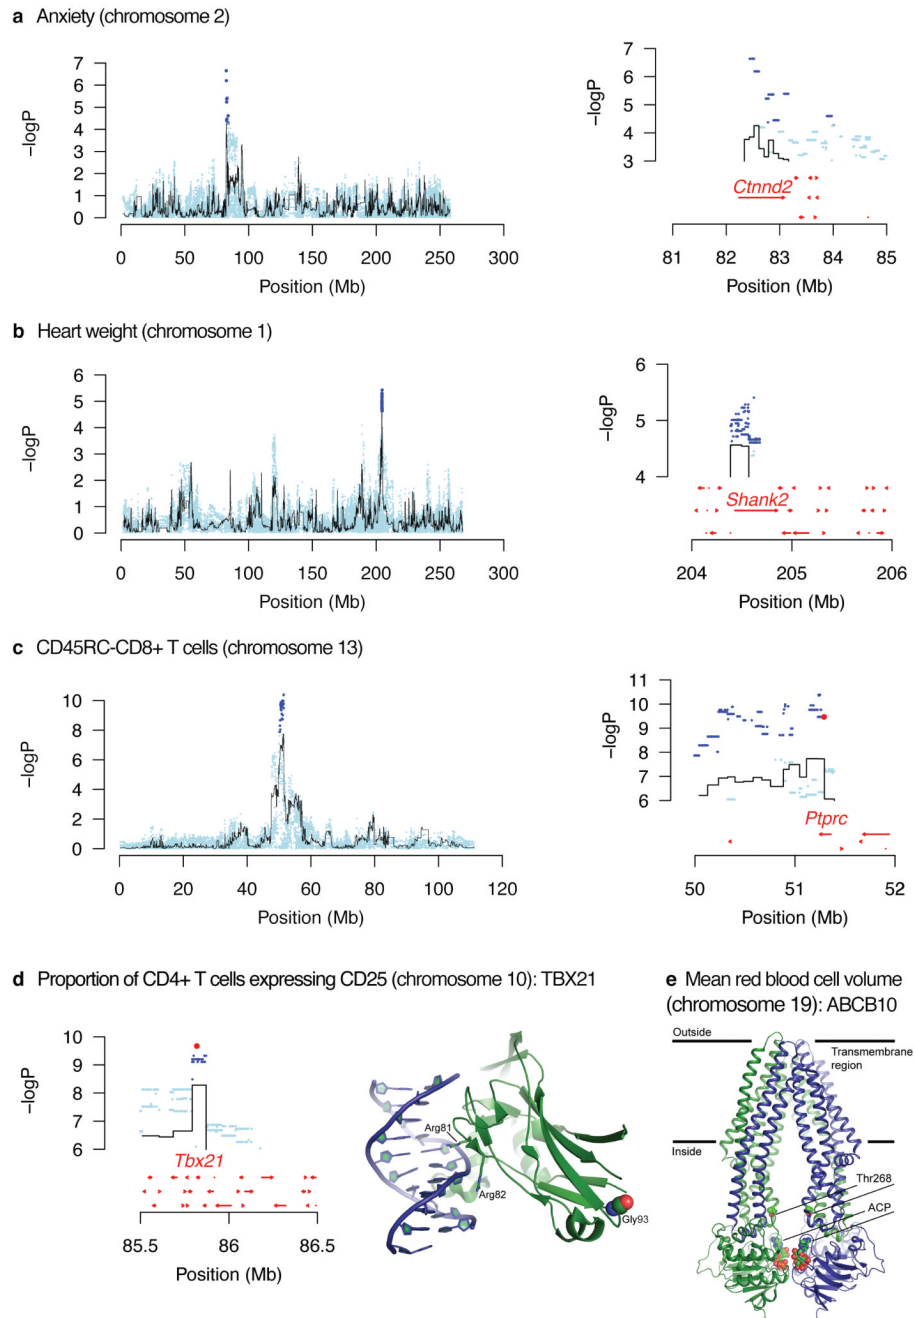 a Anxiety (chromosome 2)
7
6
5
4
3
2
1
0
−logP
0 50 100 150 200 250 300
Position (Mb)
7
6
5
4
3
−logP
Ctnnd2
81 82 83 84 85
Position (Mb)
b Heart weight (chromosome 1)
6
5
4
3
2
1
0
−logP
0 50 100 150 200 250 300
Position (Mb)
6
5
4
−logP
Shank2
204 205 206
Position (Mb)
c CD45RC-CD8+ T cells (chromosome 13)
10
8
6
4
2
0
−logP
0 20 40 60 80 100 120
Position (Mb)
11
10
9
8
7
6
−logP
Ptprc
50 51 52
Position (Mb)
d Proportion of CD4+ T cells expressing CD25 (chromosome 10): TBX21
10
9
8
7
6
−logP
Tbx21
85.5 86 86.5
Position (Mb)
Arg81
Arg82
Gly93
e Mean red blood cell volume
(chromosome 19): ABCB10
Outside
Transmembrane
region
Inside
Thr268
ACP